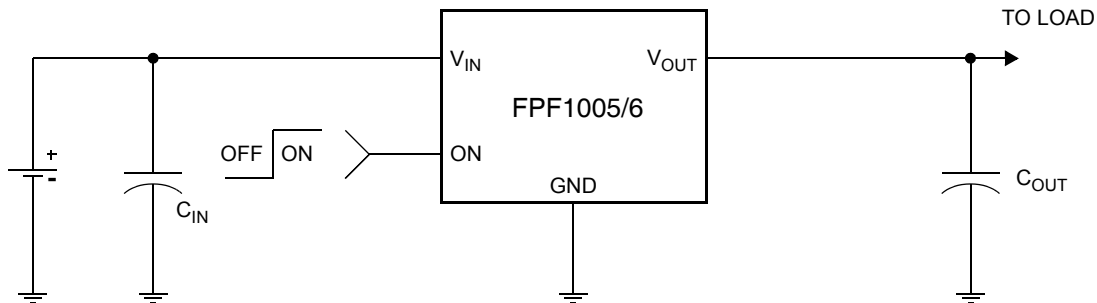 TO LOAD
V_IN
V_OUT
FPF1005/6
OFF ON
ON
GND
C_IN
C_OUT
+
-